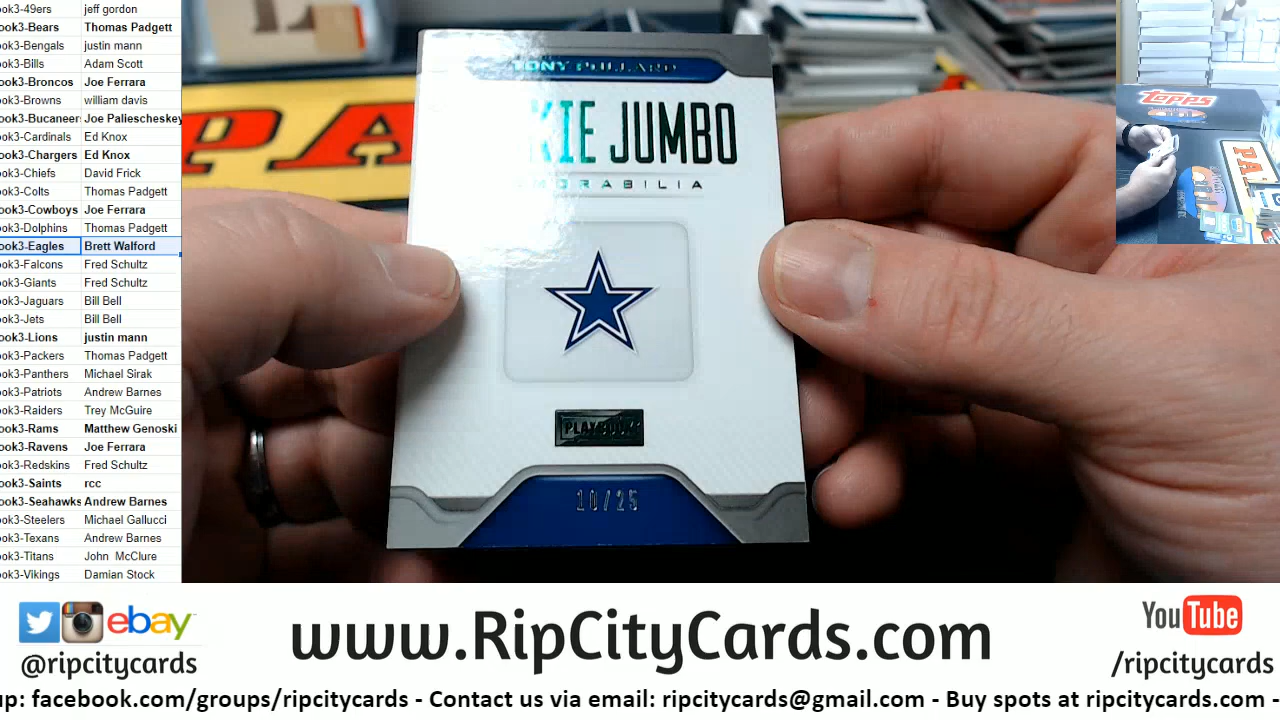 ook3-49ers jeff gordon
ook3-Bears Thomas Padgett
ook3-Bengals justin mann
ook3-Bills Adam Scott
ook3-Broncos Joe Ferrara
ook3-Browns william davis
ook3-Bucaneers Joe Palieschesky
ook3-Cardinals Ed Knox
ook3-Chargers Ed Knox
ook3-Chiefs David Frick
ook3-Colts Thomas Padgett
ook3-Cowboys Joe Ferrara
ook3-Dolphins Thomas Padgett
ook3-Eagles Brett Walford
ook3-Falcons Fred Schultz
ook3-Giants Fred Schultz
ook3-Jaguars Bill Bell
ook3-Jets Bill Bell
ook3-Lions justin mann
ook3-Packers Thomas Padgett
ook3-Panthers Michael Sirak
ook3-Patriots Andrew Barnes
ook3-Raiders Trey McGuire
ook3-Rams Matthew Genoski
ook3-Ravens Joe Ferrara
ook3-Redskins Fred Schultz
ook3-Saints rcc
ook3-Seahawks Andrew Barnes
ook3-Steelers Michael Gallucci
ook3-Texans Andrew Barnes
ook3-Titans John McClure
ook3-Vikings Damian Stock
PA
TONY POLLARD
KIE JUMBO
MORABILIA
PLAYBOOK
10/25
Topps
PA
ebay
@ripcitycards
www.RipCityCards.com
YouTube
/ripcitycards
up: facebook.com/groups/ripcitycards - Contact us via email: ripcitycards@gmail.com - Buy spots at ripcitycards.com -